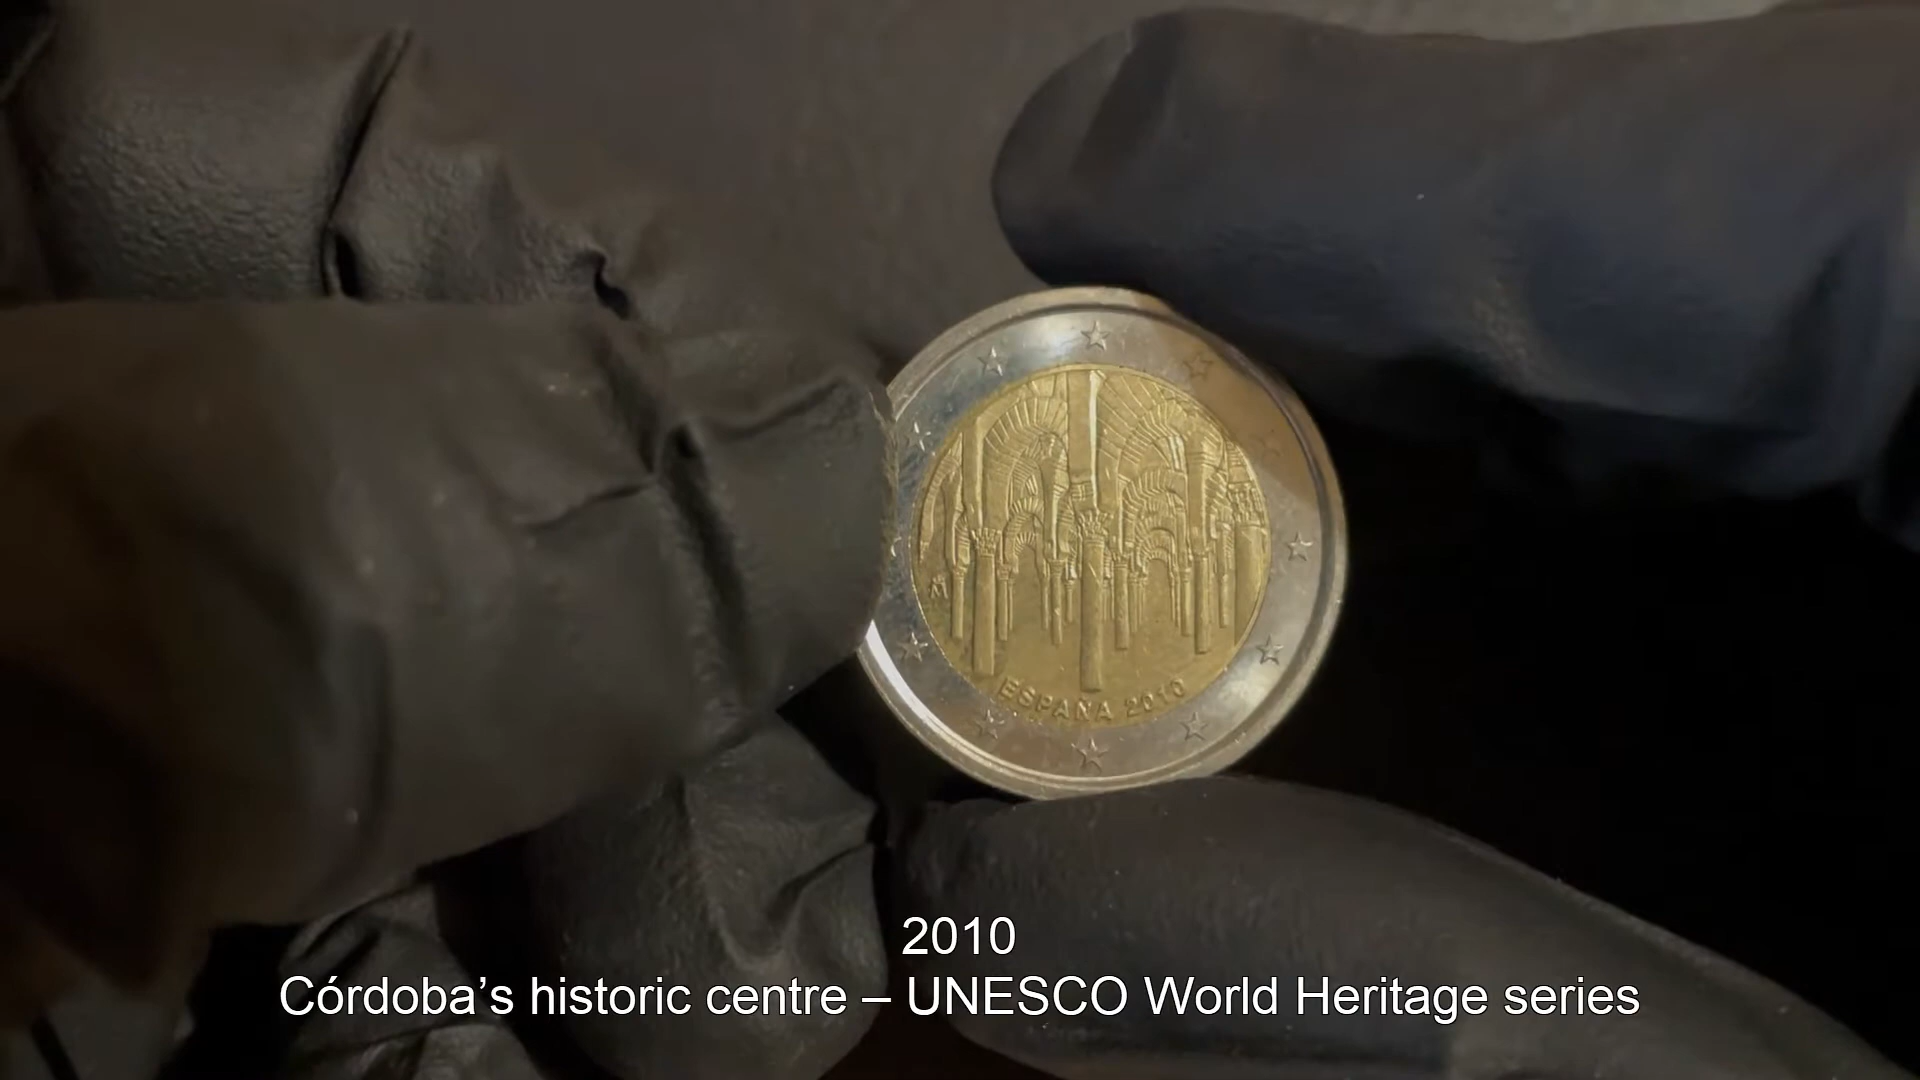 ESPAÑA 2010
2010
Córdoba’s historic centre – UNESCO World Heritage series